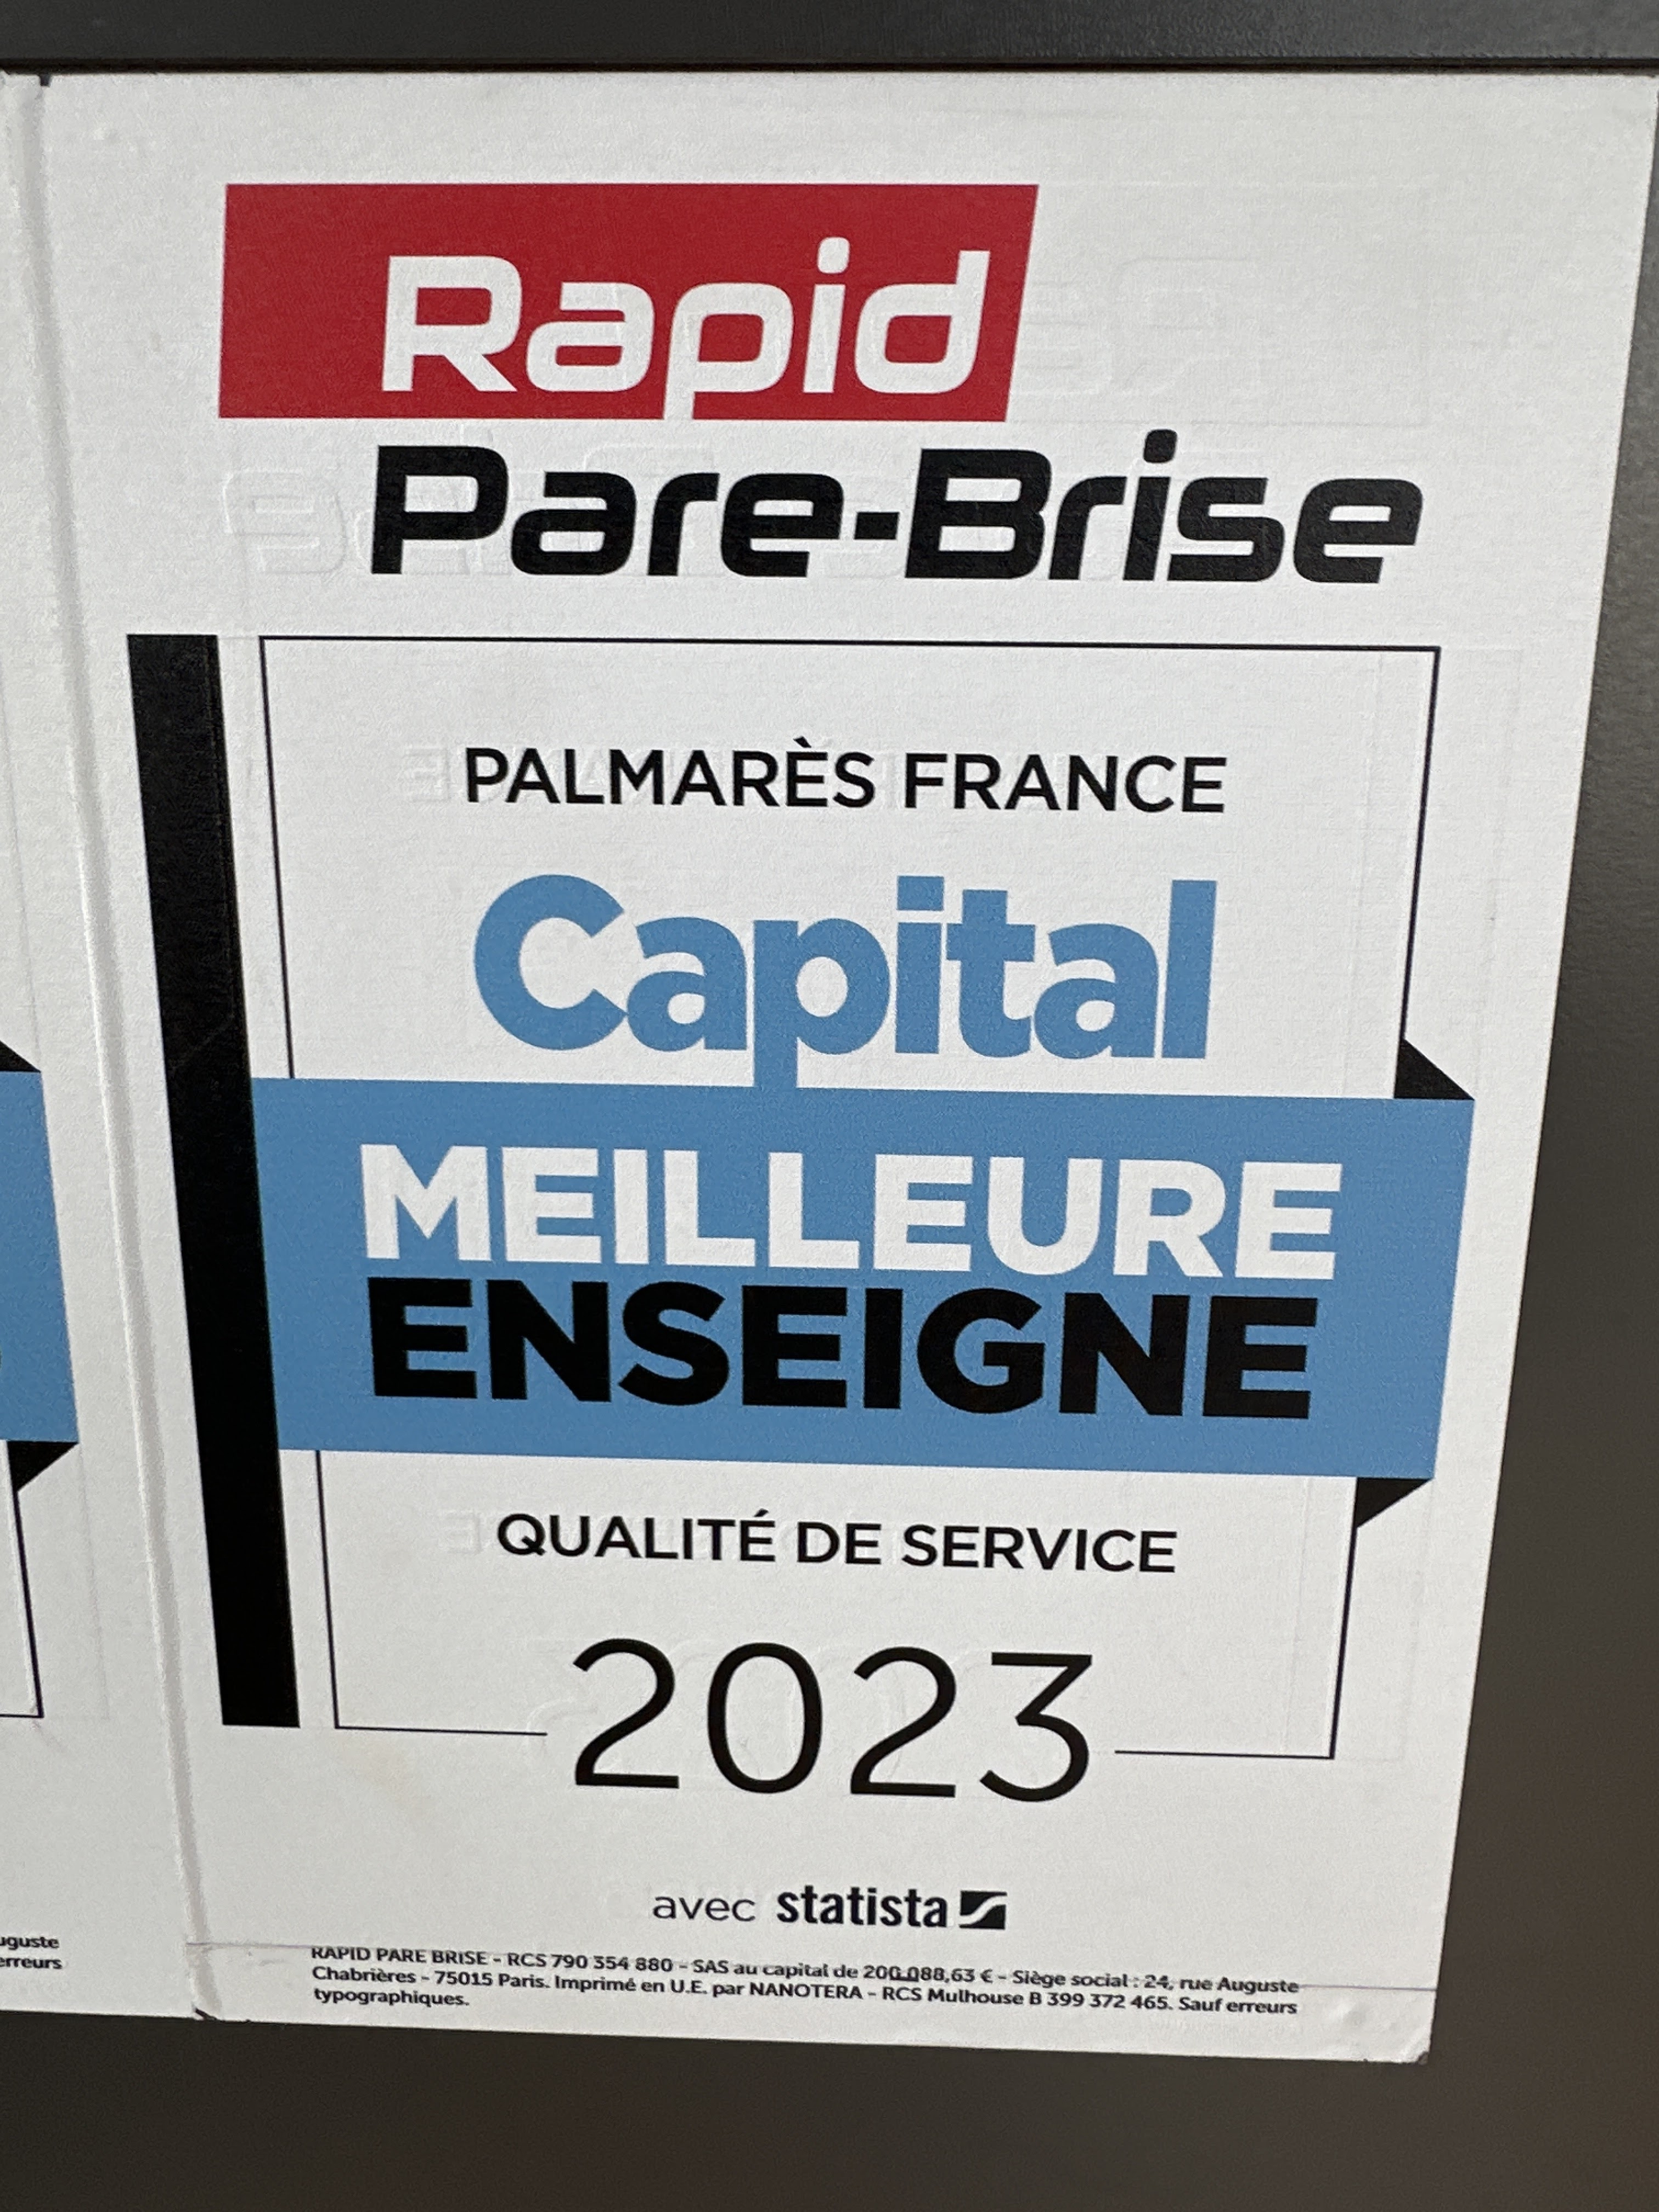 Rapid
Pare-Brise
PALMARÈS FRANCE
Capital
MEILLEURE
ENSEIGNE
QUALITÉ DE SERVICE
2023
avec statista
RAPID PARE BRISE - RCS 790 354 880 - SAS au capital de 200.088,63 € - Siège social : 24, rue Auguste
Chabrières - 75015 Paris. Imprimé en U.E. par NANOTERA - RCS Mulhouse B 399 372 465. Sauf erreurs
typographiques.
erreurs